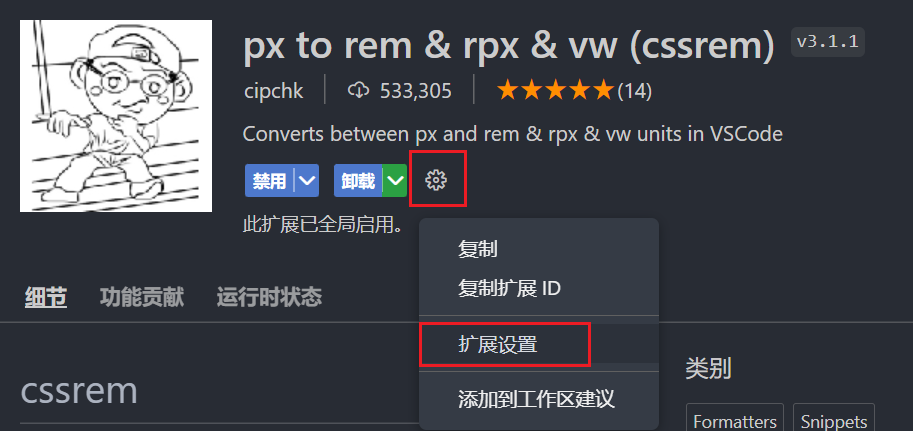 px to rem & rpx & vw (cssrem) v3.1.1
cipchk 533,305 (14)
Converts between px and rem & rpx & vw units in VSCode
禁用 卸载
此扩展已全局启用。
复制
复制扩展 ID
扩展设置
添加到工作区建议
细节 功能贡献 运行时状态
cssrem
类别
Formatters Snippets